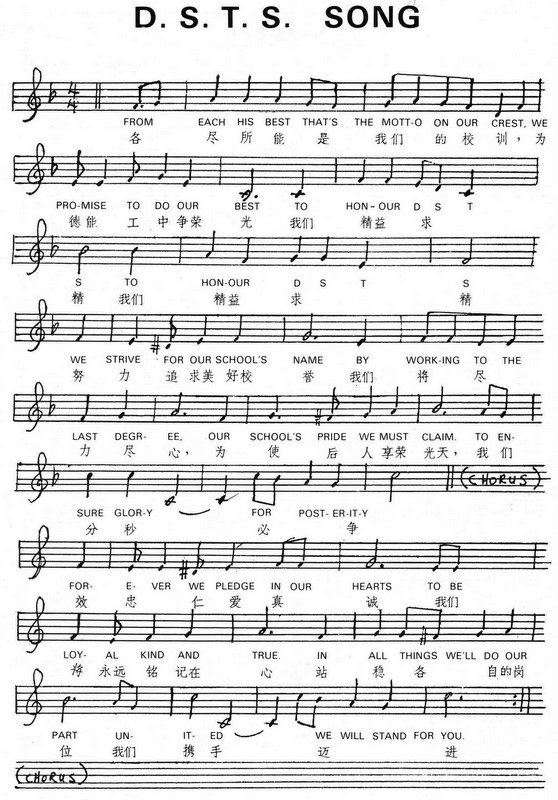 D. S. T. S. SONG
FROM EACH HIS BEST THAT'S THE MOTT-O ON OUR CREST, WE
各 尽 所 能 是 我们 的 校 训，为
PRO-MISE TO DO OUR BEST TO HON-OUR D S T
德能 工 中 争荣 光 我们 精益 求
S TO HON-OUR D S T S
精 我们 精益 求 精
WE STRIVE FOR OUR SCHOOL'S NAME BY WORK-ING TO THE
努 力 追 求美 好校 誉 我们 将 尽
LAST DEGR- EE, OUR SCHOOL'S PRIDE WE MUST CLAIM. TO EN-
力 尽 心，为 使 后 人 享荣 光天，我 们
(CHORUS)
SURE GLOR-Y FOR POST-ER-IT-Y
分 秒 必 争
FOR- E- VER WE PLEDGE IN OUR HEARTS TO BE
效 忠 仁 爱 真 诚 我们
LOY- AL KIND AND TRUE. IN ALL THINGS WE'LL DO OUR
永远 铭 记在 心 站 稳 各 自的岗
PART UN- IT- ED WE WILL STAND FOR YOU.
位 我们 携 手 迈 进
(CHORUS)